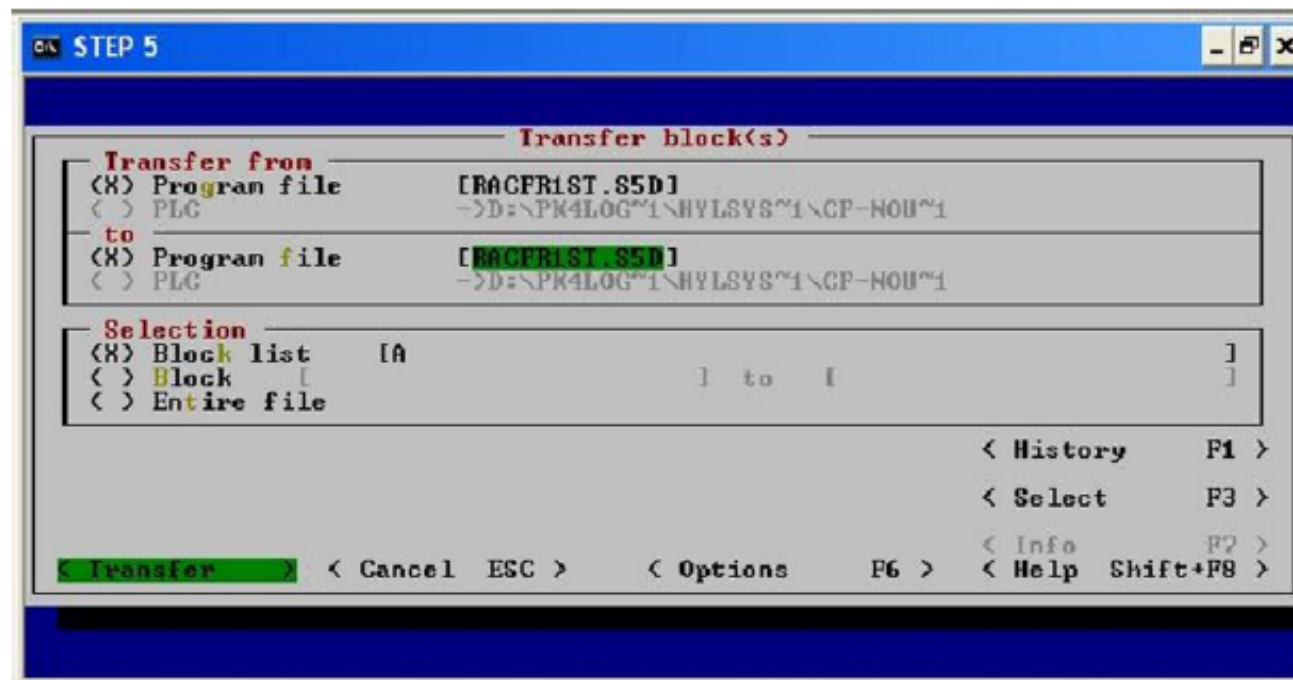 STEP 5
Transfer block(s)
Transfer from
(X) Program file [RACFR1ST.S5D]
( ) PLC ->D:\PK4LOG~1\HYLSYS~1\CP-NOU~1
to
(X) Program file [RACFR1ST.S5D]
( ) PLC ->D:\PK4LOG~1\HYLSYS~1\CP-NOU~1
Selection
(X) Block list [A ]
( ) Block [ ] to [ ]
( ) Entire file
< History F1 >
< Select F3 >
< Info F7 >
< Transfer > < Cancel ESC > < Options F6 > < Help Shift+F8 >